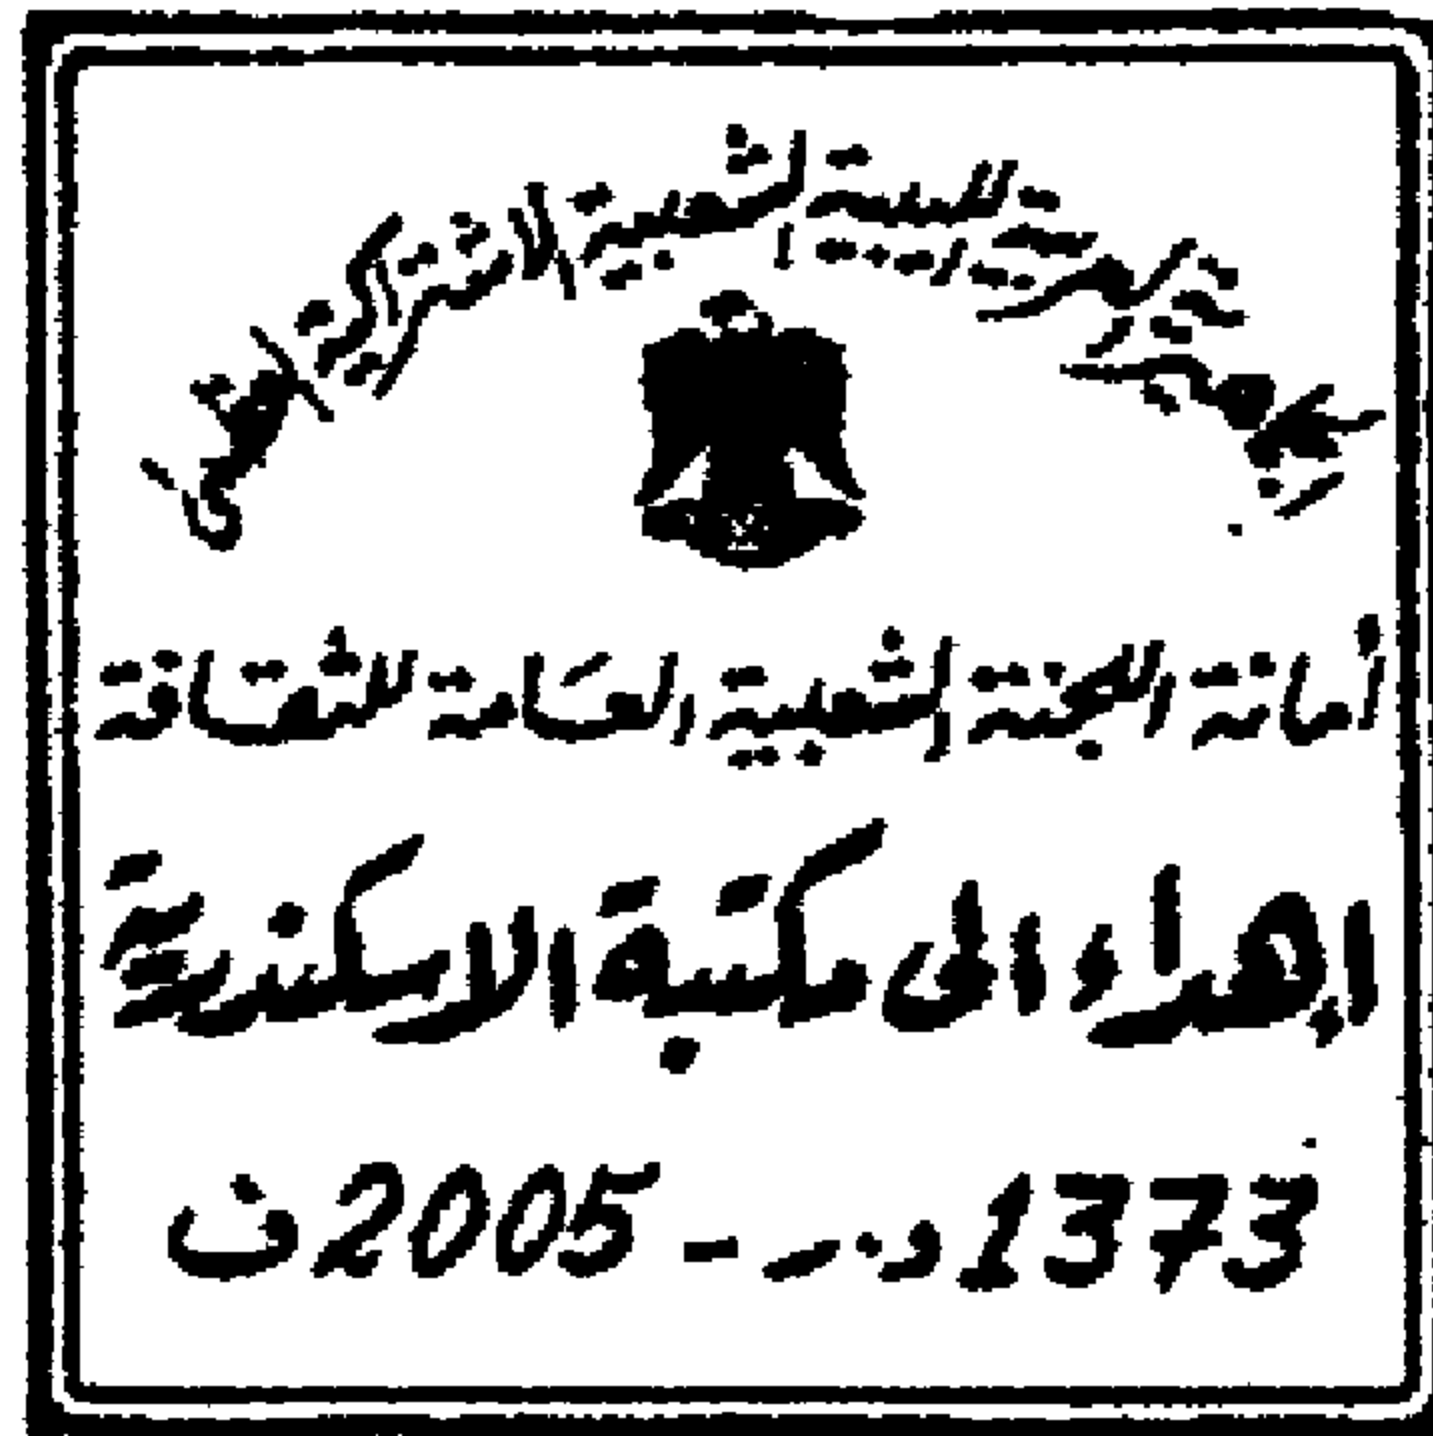 الجماهيرية العربية الليبية الشعبية الاشتراكية العظمى
أمانة اللجنة الشعبية العامة للثقافة
إهداء الى مكتبة الاسكندرية
1373 و.ر - 2005 ف